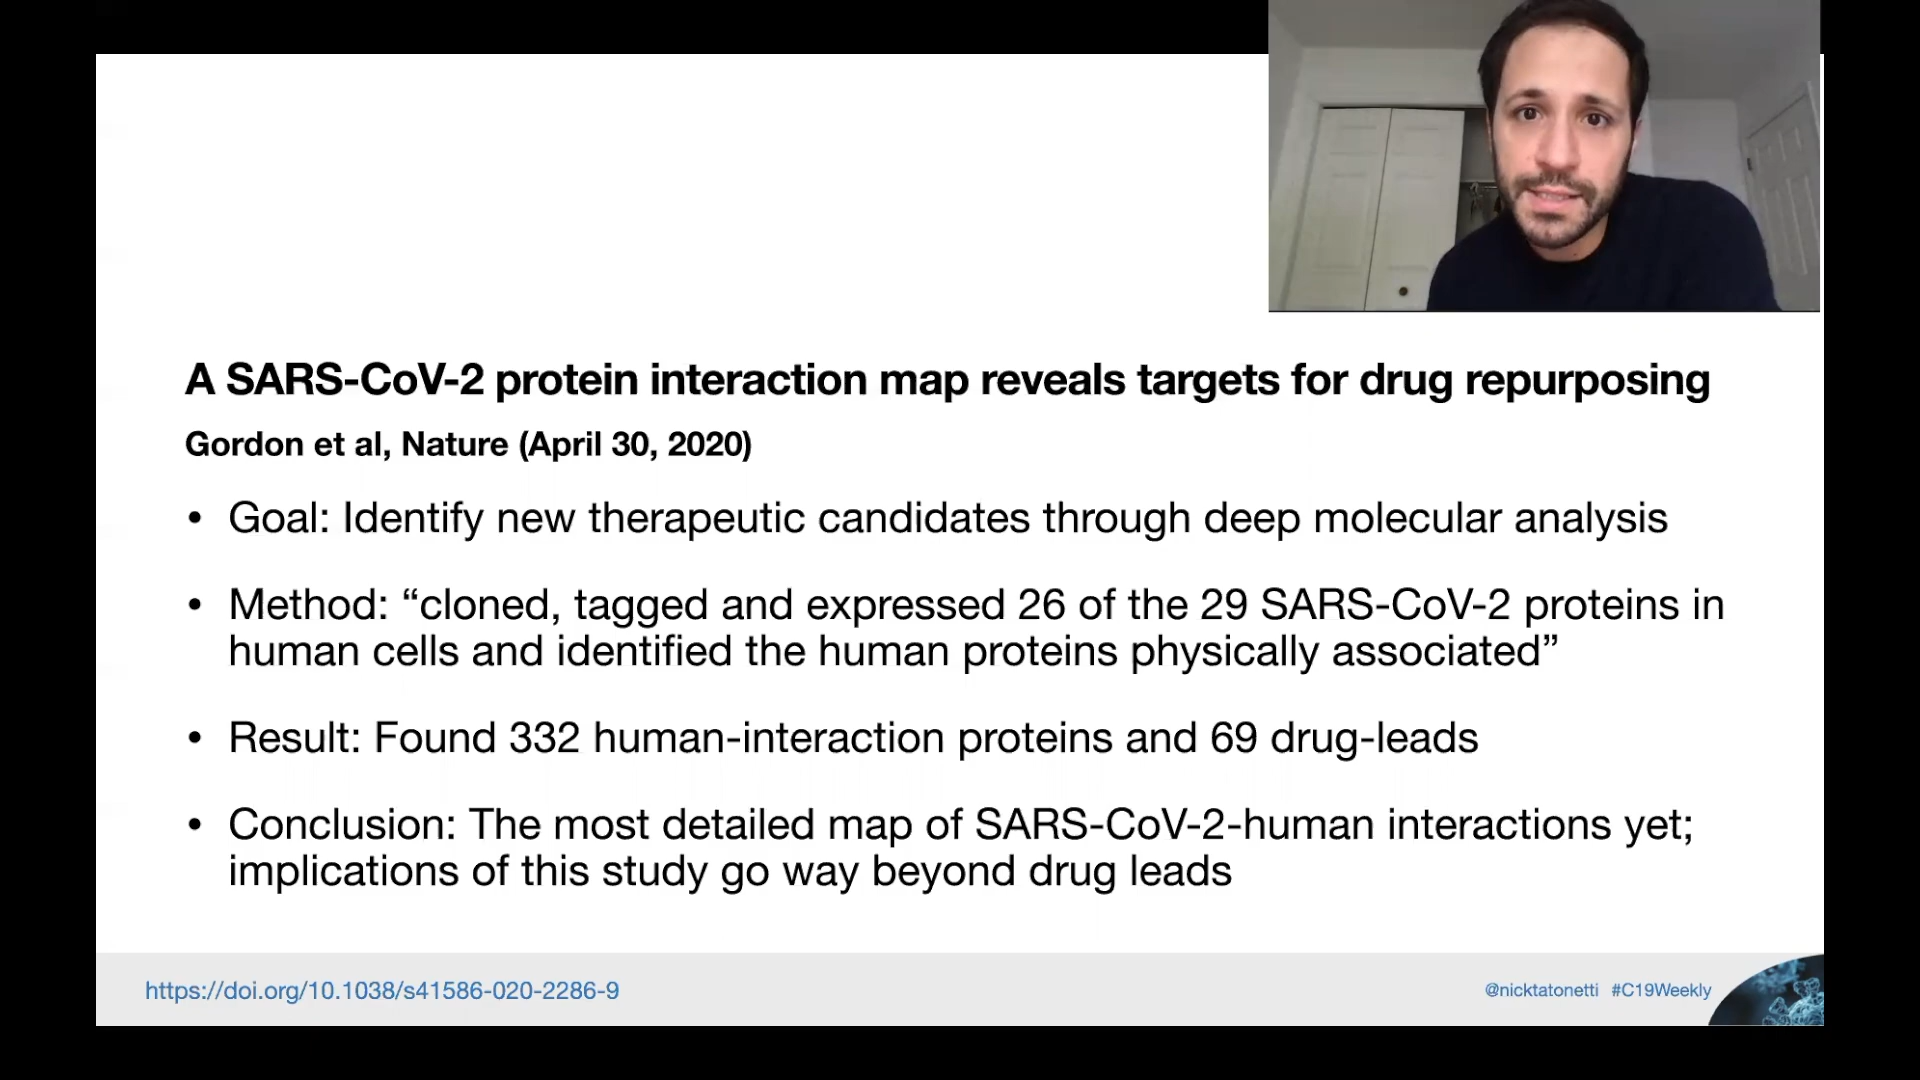 A SARS-CoV-2 protein interaction map reveals targets for drug repurposing
Gordon et al, Nature (April 30, 2020)
• Goal: Identify new therapeutic candidates through deep molecular analysis
• Method: “cloned, tagged and expressed 26 of the 29 SARS-CoV-2 proteins in
human cells and identified the human proteins physically associated”
• Result: Found 332 human-interaction proteins and 69 drug-leads
• Conclusion: The most detailed map of SARS-CoV-2-human interactions yet;
implications of this study go way beyond drug leads
https://doi.org/10.1038/s41586-020-2286-9
@nicktatonetti #C19Weekly